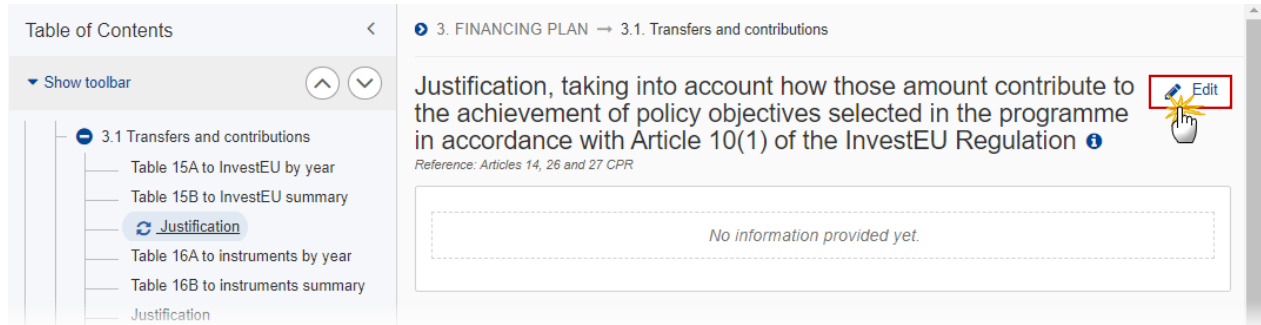 Table of Contents
3. FINANCING PLAN → 3.1. Transfers and contributions
Show toolbar
3.1 Transfers and contributions
Table 15A to InvestEU by year
Table 15B to InvestEU summary
Justification
Table 16A to instruments by year
Table 16B to instruments summary
Justification
Justification, taking into account how those amount contribute to
the achievement of policy objectives selected in the programme
in accordance with Article 10(1) of the InvestEU Regulation
Reference: Articles 14, 26 and 27 CPR
Edit
No information provided yet.